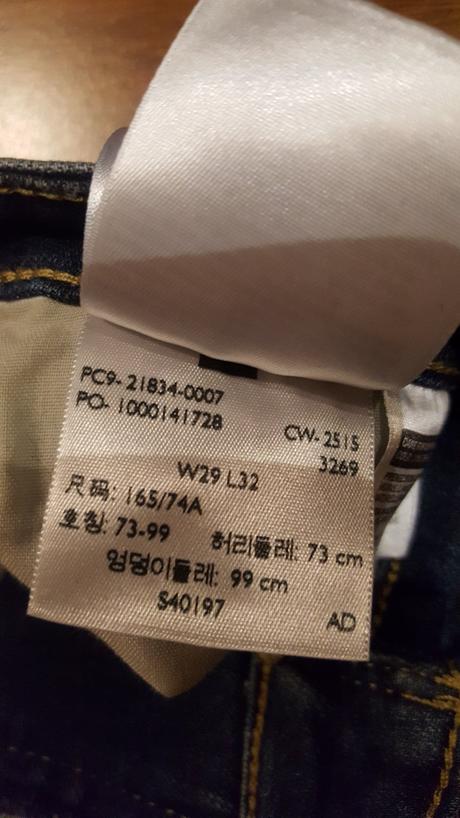 PC9- 21834-0007
PO- 1000141728
CW- 2515
3269
W29 L32
尺码: 165/74A
호칭: 73-99 허리둘레: 73 cm
엉덩이둘레: 99 cm
S40197
AD